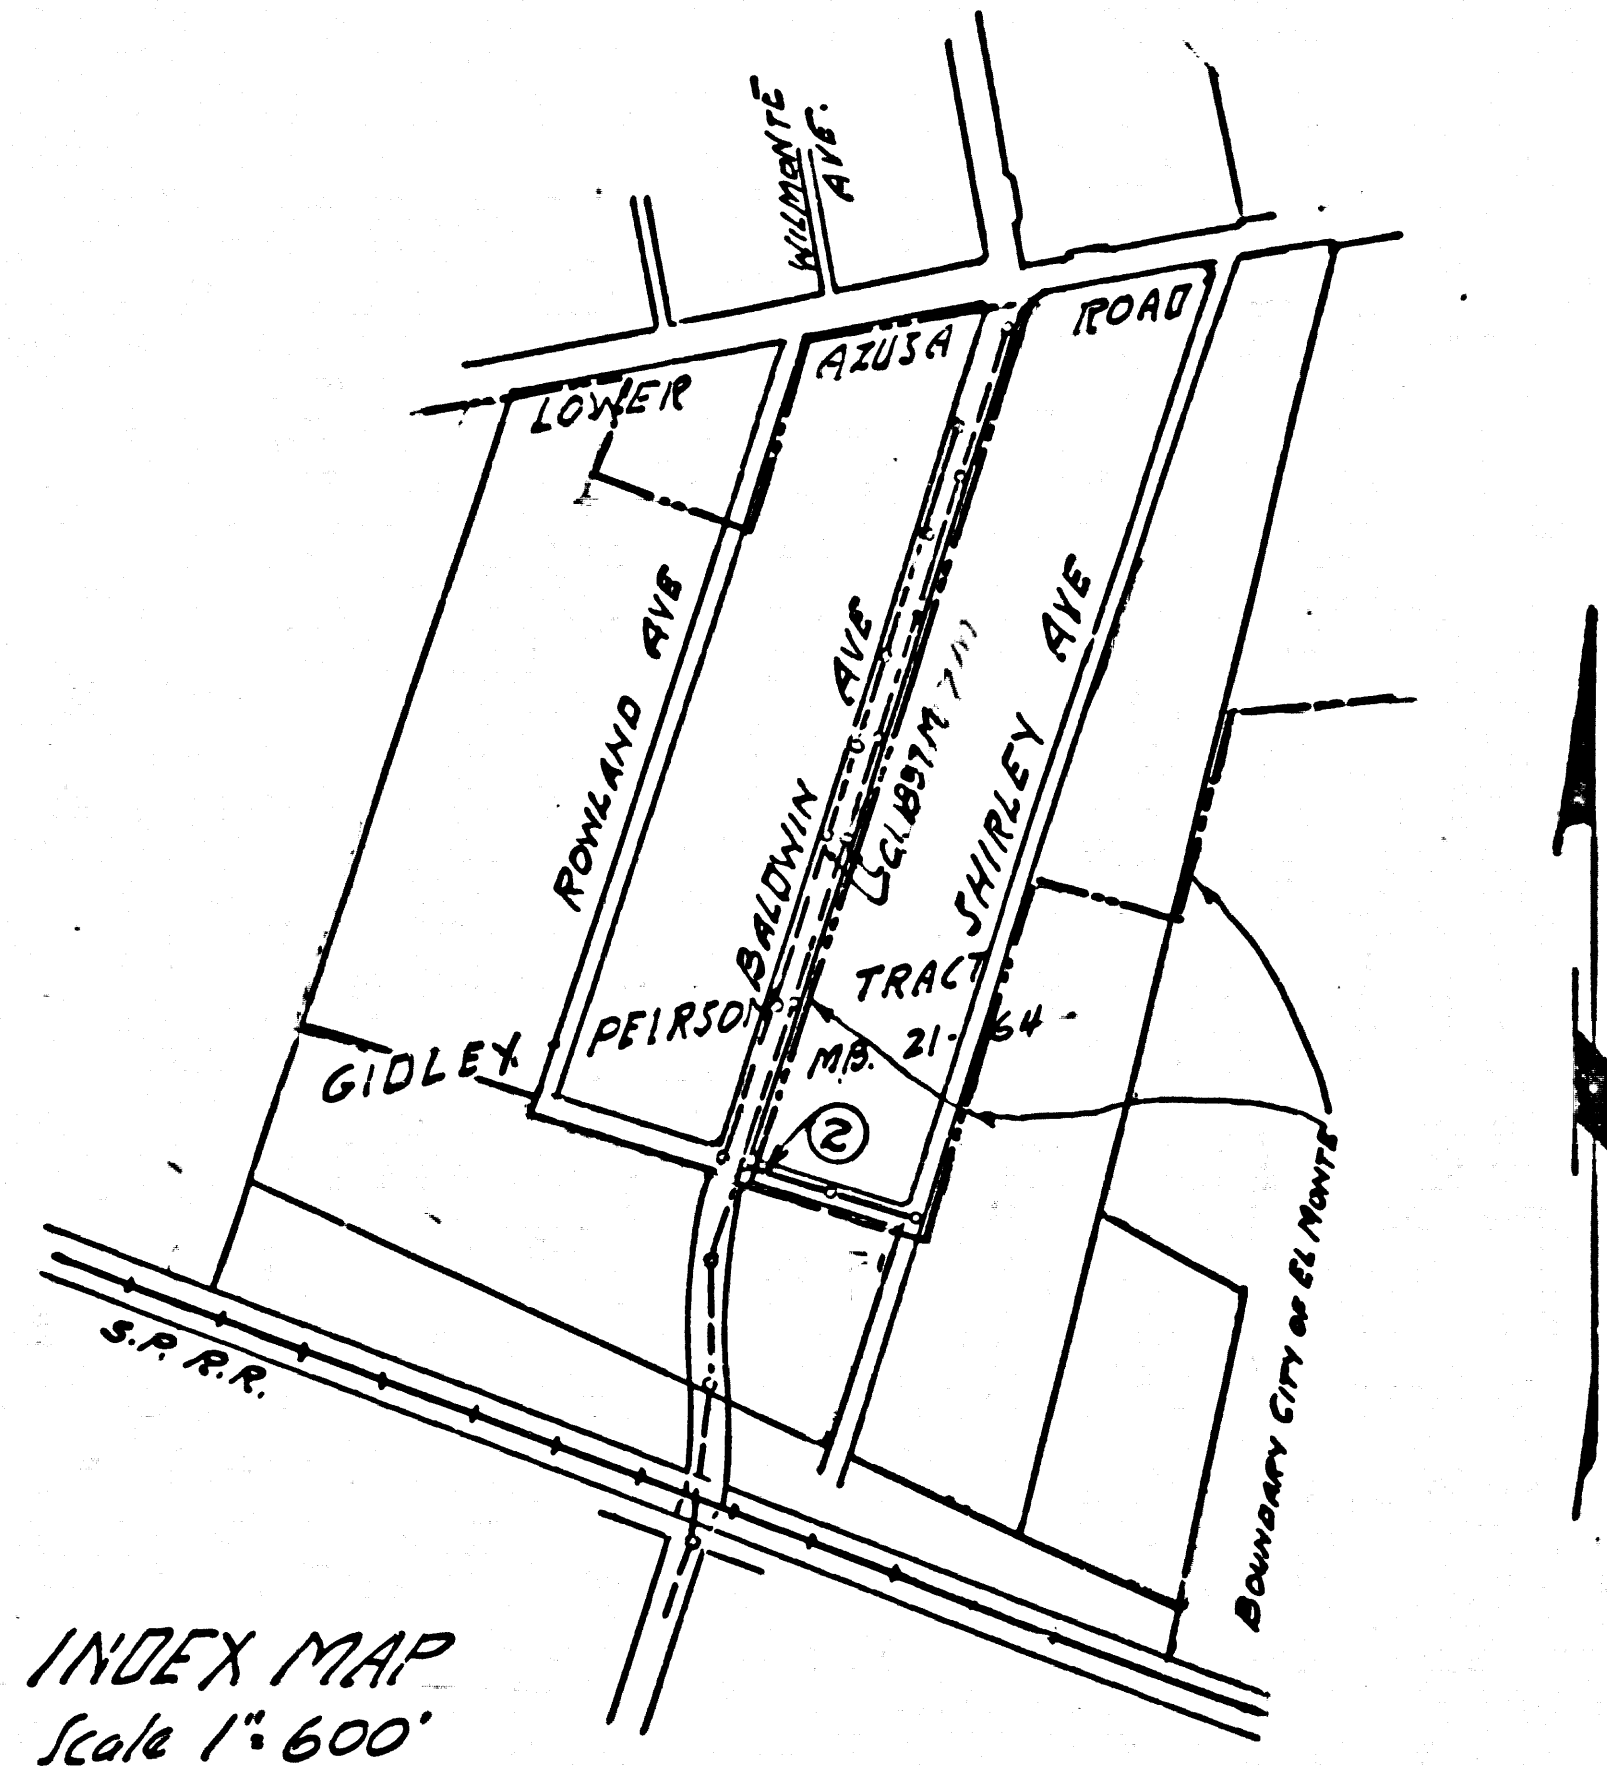 WILMONTE
AVE.
LOWER AZUSA ROAD
ROWLAND AVE
BALDWIN AVE
SHIRLEY AVE
PEIRSON TRACT
M.B. 21- 64
GIDLEY
2
S.P. R.R.
BOUNDARY CITY OF EL MONTE
INDEX MAP
Scale 1"= 600'